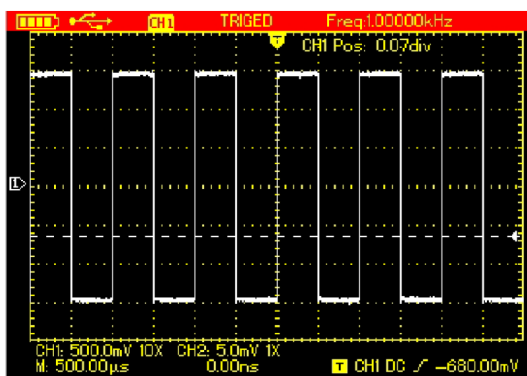 CH1 TRIGED Freq:1.00000kHz
T
CH1 Pos: 0.07div
1
CH1: 500.0mV 10X CH2: 5.0mV 1X
M: 500.00µs 0.00ns T CH1 DC -680.00mV